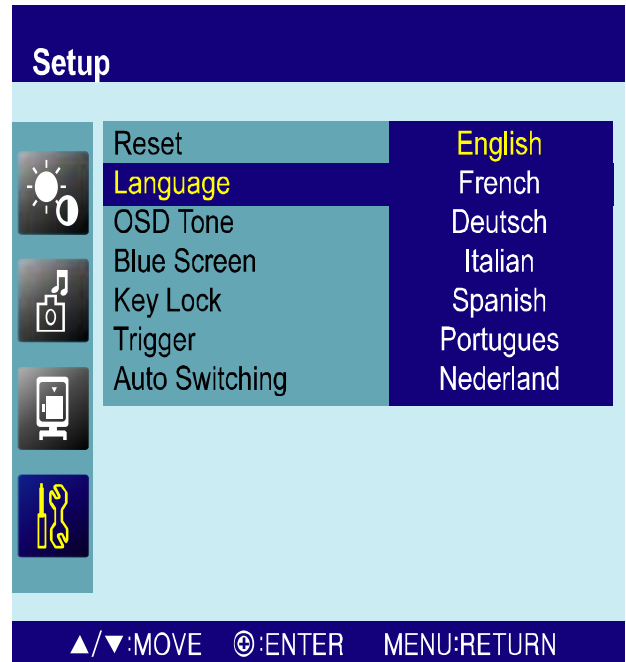 Setup
Reset English
Language French
OSD Tone Deutsch
Blue Screen Italian
Key Lock Spanish
Trigger Portugues
Auto Switching Nederland
▲/▼:MOVE ⊕:ENTER MENU:RETURN